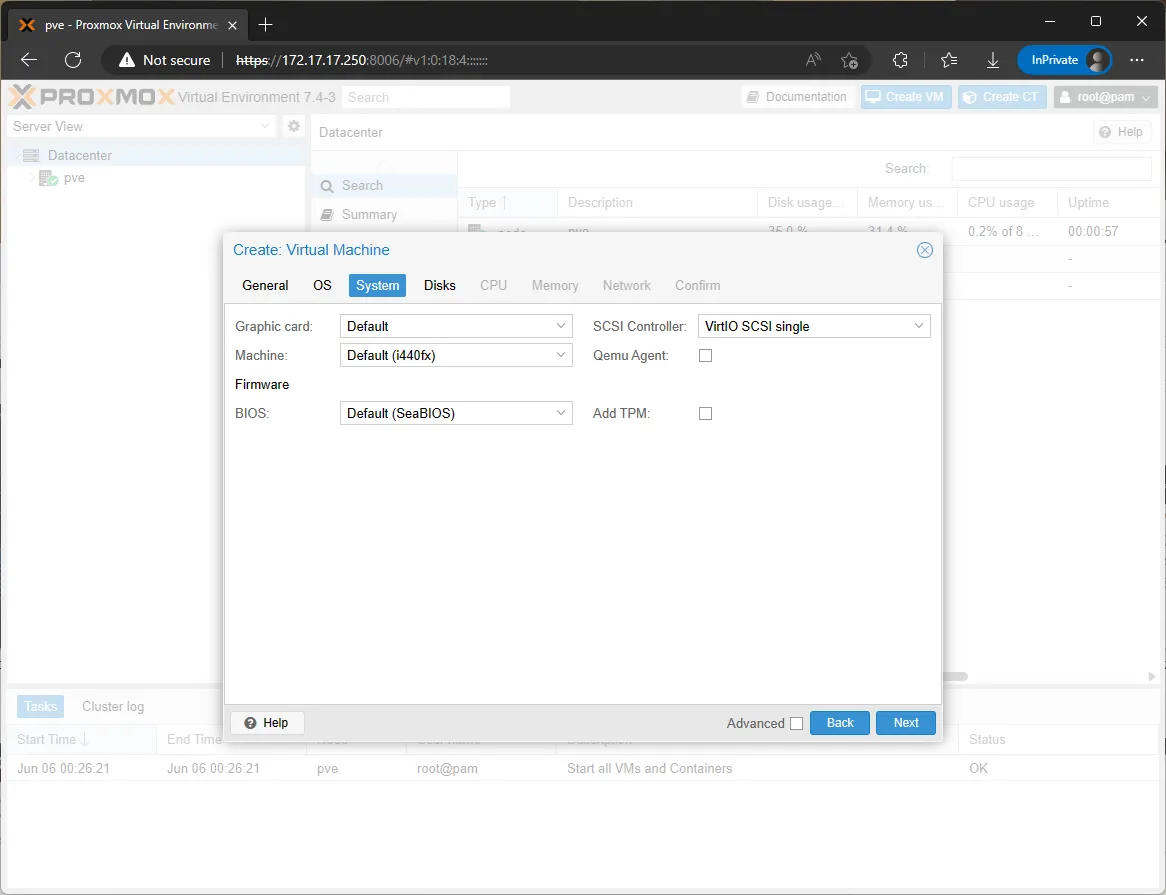 pve - Proxmox Virtual Environme
Not secure https://172.17.17.250:8006/#v1:0:18:4::::::: InPrivate
PROXMOX Virtual Environment 7.4-3 Search Documentation Create VM Create CT root@pam
Server View Datacenter Help
Datacenter Search:
pve Search Type Description Disk usage... Memory us... CPU usage Uptime
Summary
node pve 35.0 % 31.4 % 0.2% of 8 ... 00:00:57
-
-
Create: Virtual Machine
General OS System Disks CPU Memory Network Confirm
Graphic card: Default SCSI Controller: VirtIO SCSI single
Machine: Default (i440fx) Qemu Agent:
Firmware
BIOS: Default (SeaBIOS) Add TPM:
Help Advanced Back Next
Tasks Cluster log
Start Time End Time Node User name Description Status
Jun 06 00:26:21 Jun 06 00:26:21 pve root@pam Start all VMs and Containers OK